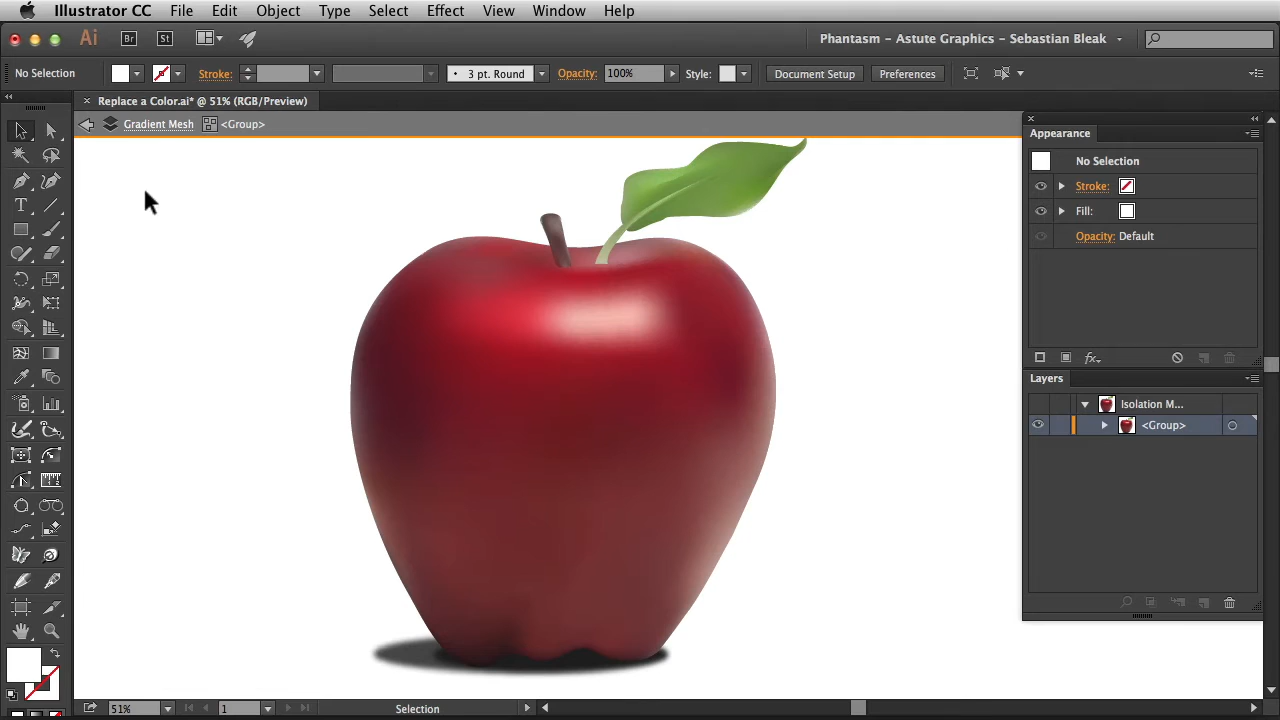 Illustrator CC File Edit Object Type Select Effect View Window Help
Ai Br St Phantasm – Astute Graphics – Sebastian Bleak
No Selection Stroke: 3 pt. Round Opacity: 100% Style: Document Setup Preferences
× Replace a Color.ai* @ 51% (RGB/Preview)
Gradient Mesh <Group>
Appearance
No Selection
Stroke:
Fill:
Opacity: Default
fx
Layers
Isolation M...
<Group>
T
51% 1 Selection